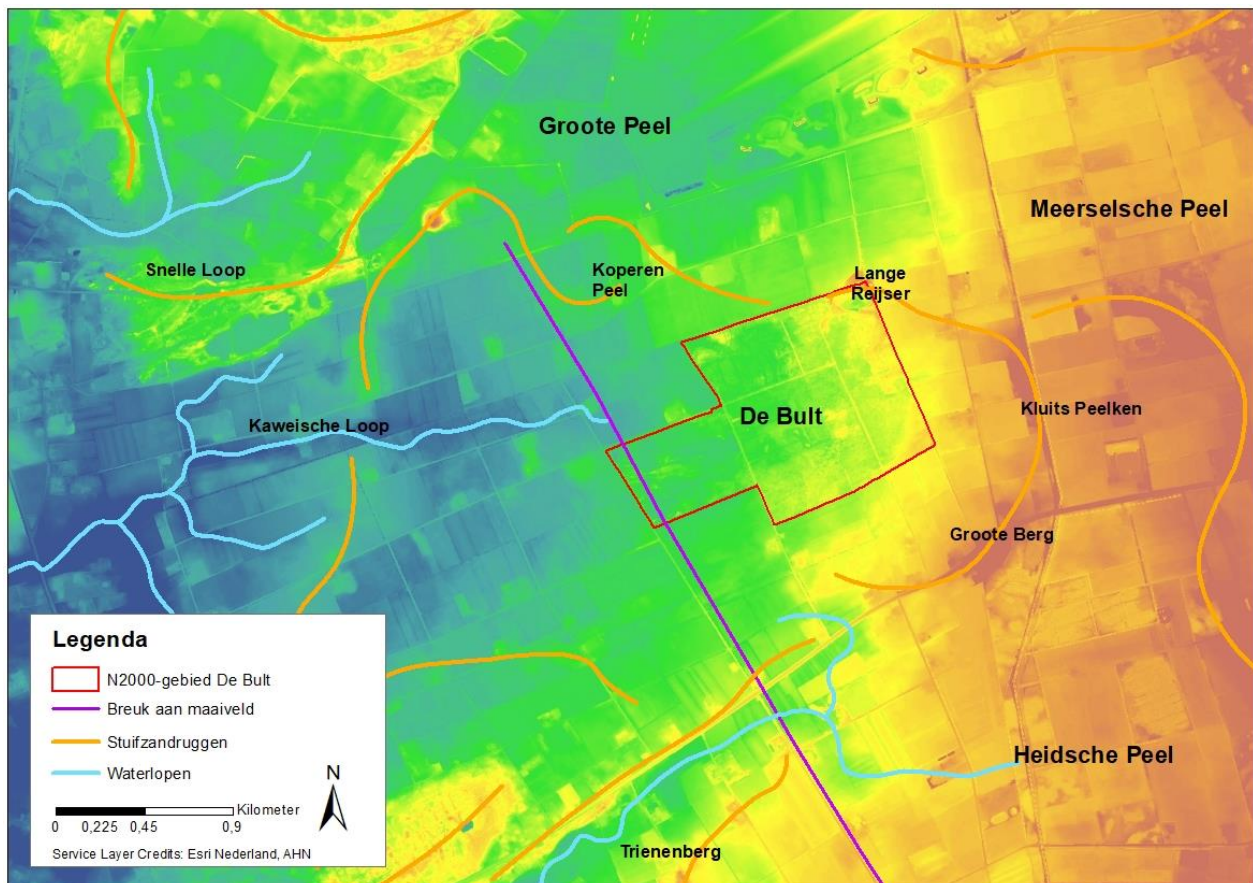 Groote Peel
Meerselsche Peel
Snelle Loop
Koperen
Peel
Lange
Reijser
De Bult
Kluits Peelken
Kaweische Loop
Groote Berg
Heidsche Peel
Trienenberg
Legenda
N2000-gebied De Bult
Breuk aan maaiveld
Stuifzandruggen
Waterlopen
N
Kilometer
0 0,225 0,45 0,9
Service Layer Credits: Esri Nederland, AHN